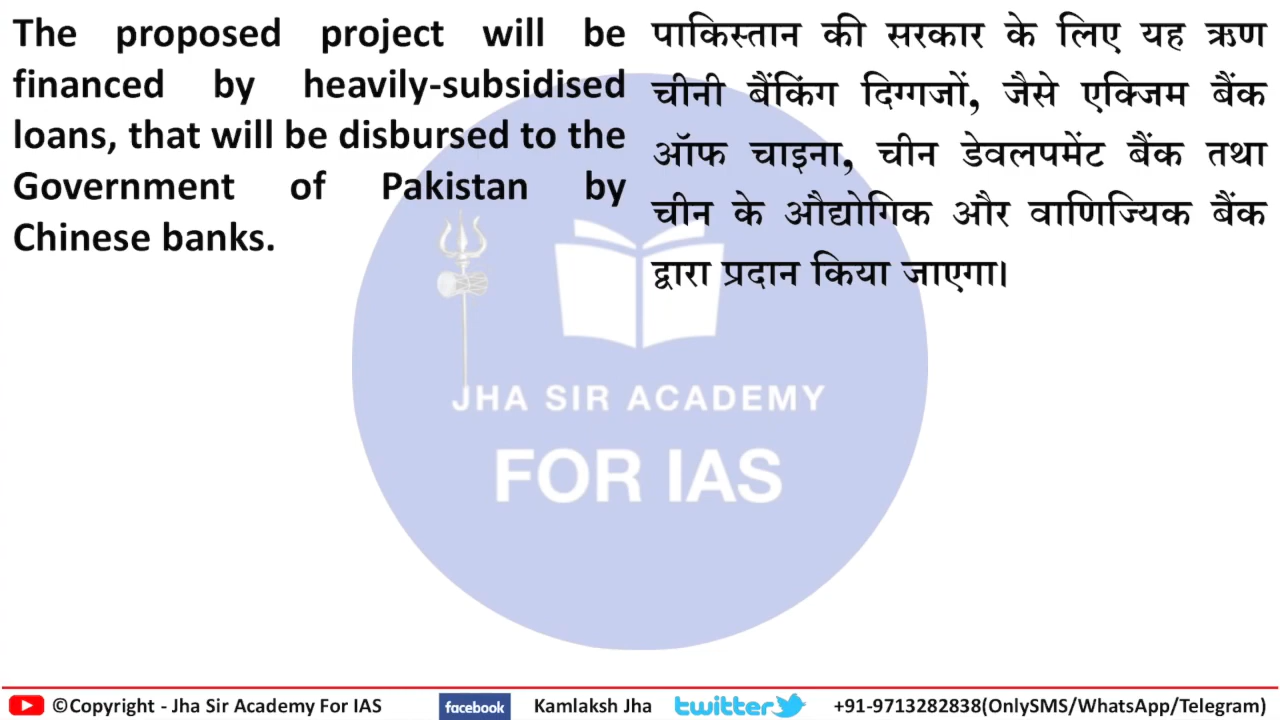 The proposed project will be
financed by heavily-subsidised
loans, that will be disbursed to the
Government of Pakistan by
Chinese banks.
पाकिस्तान की सरकार के लिए यह ऋण
चीनी बैंकिंग दिग्गजों, जैसे एक्जिम बैंक
ऑफ चाइना, चीन डेवलपमेंट बैंक तथा
चीन के औद्योगिक और वाणिज्यिक बैंक
द्वारा प्रदान किया जाएगा।
JHA SIR ACADEMY
FOR IAS
©Copyright - Jha Sir Academy For IAS facebook Kamlaksh Jha twitter +91-9713282838(OnlySMS/WhatsApp/Telegram)